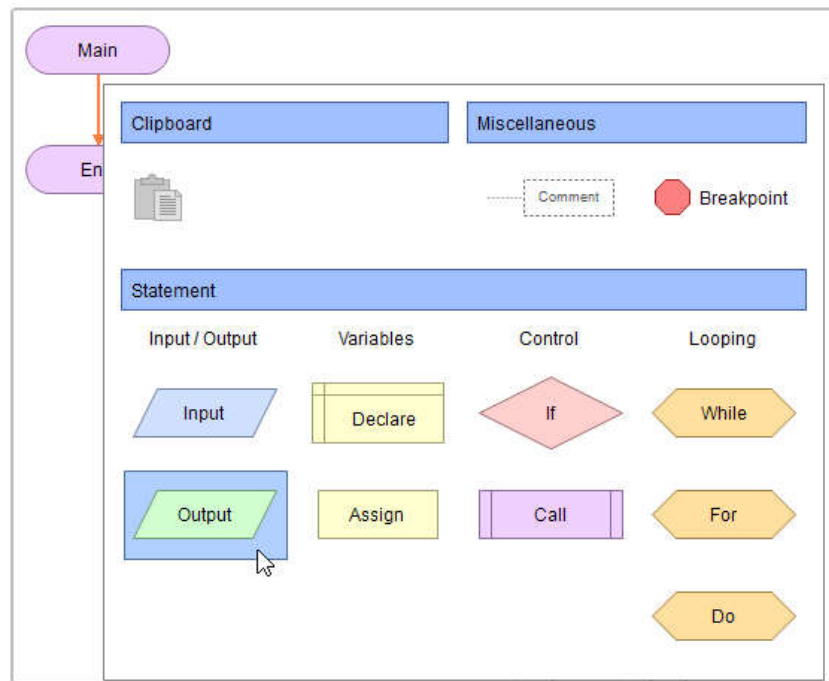 Main
En
Clipboard
Miscellaneous
Comment
Breakpoint
Statement
Input / Output
Variables
Control
Looping
Input
Declare
If
While
Output
Assign
Call
For
Do